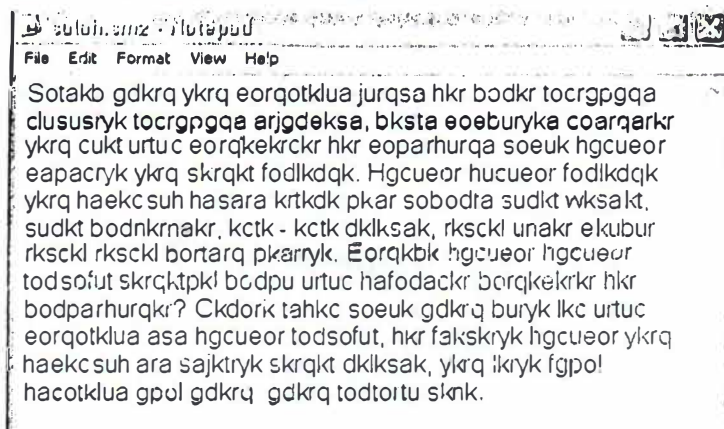 File Edit Format View Help
Sotakb gdkrq ykrq eorqotklua jurqsa hkr bodkr tocrgpgqa
clususryk tocrgpgqa arjgdeksa, bksta eoeburyka coarqarkr
ykrq cukt urtuc eorqkekrckr hkr eoparhurqa soeuk hgcueor
eapacryk ykrq skrqkt fodlkdqk. Hgcueor hucueor fodlkdqk
ykrq haekcsuh hasara krtkdk pkar sobodra sudkt wksakt,
sudkt bodnkrnakr, kctk - kctk dklksak, rksckl unakr ekubur
rksckl rksckl bortarq pkarryk. Eorqkbk hgcueor hgcueor
todsofut skrqktpkl bodpu urtuc hafodackr borqkekrkr hkr
bodparhurqkr? Ckdork tahkc soeuk gdkrq buryk lkc urtuc
eorqotklua asa hgcueor todsofut, hkr fakskryk hgcueor ykrq
haekcsuh ara sajktryk skrqkt dklksak, ykrq lkryk fgpol
hacotklua gpol gdkrq gdkrq todtortu sknk.